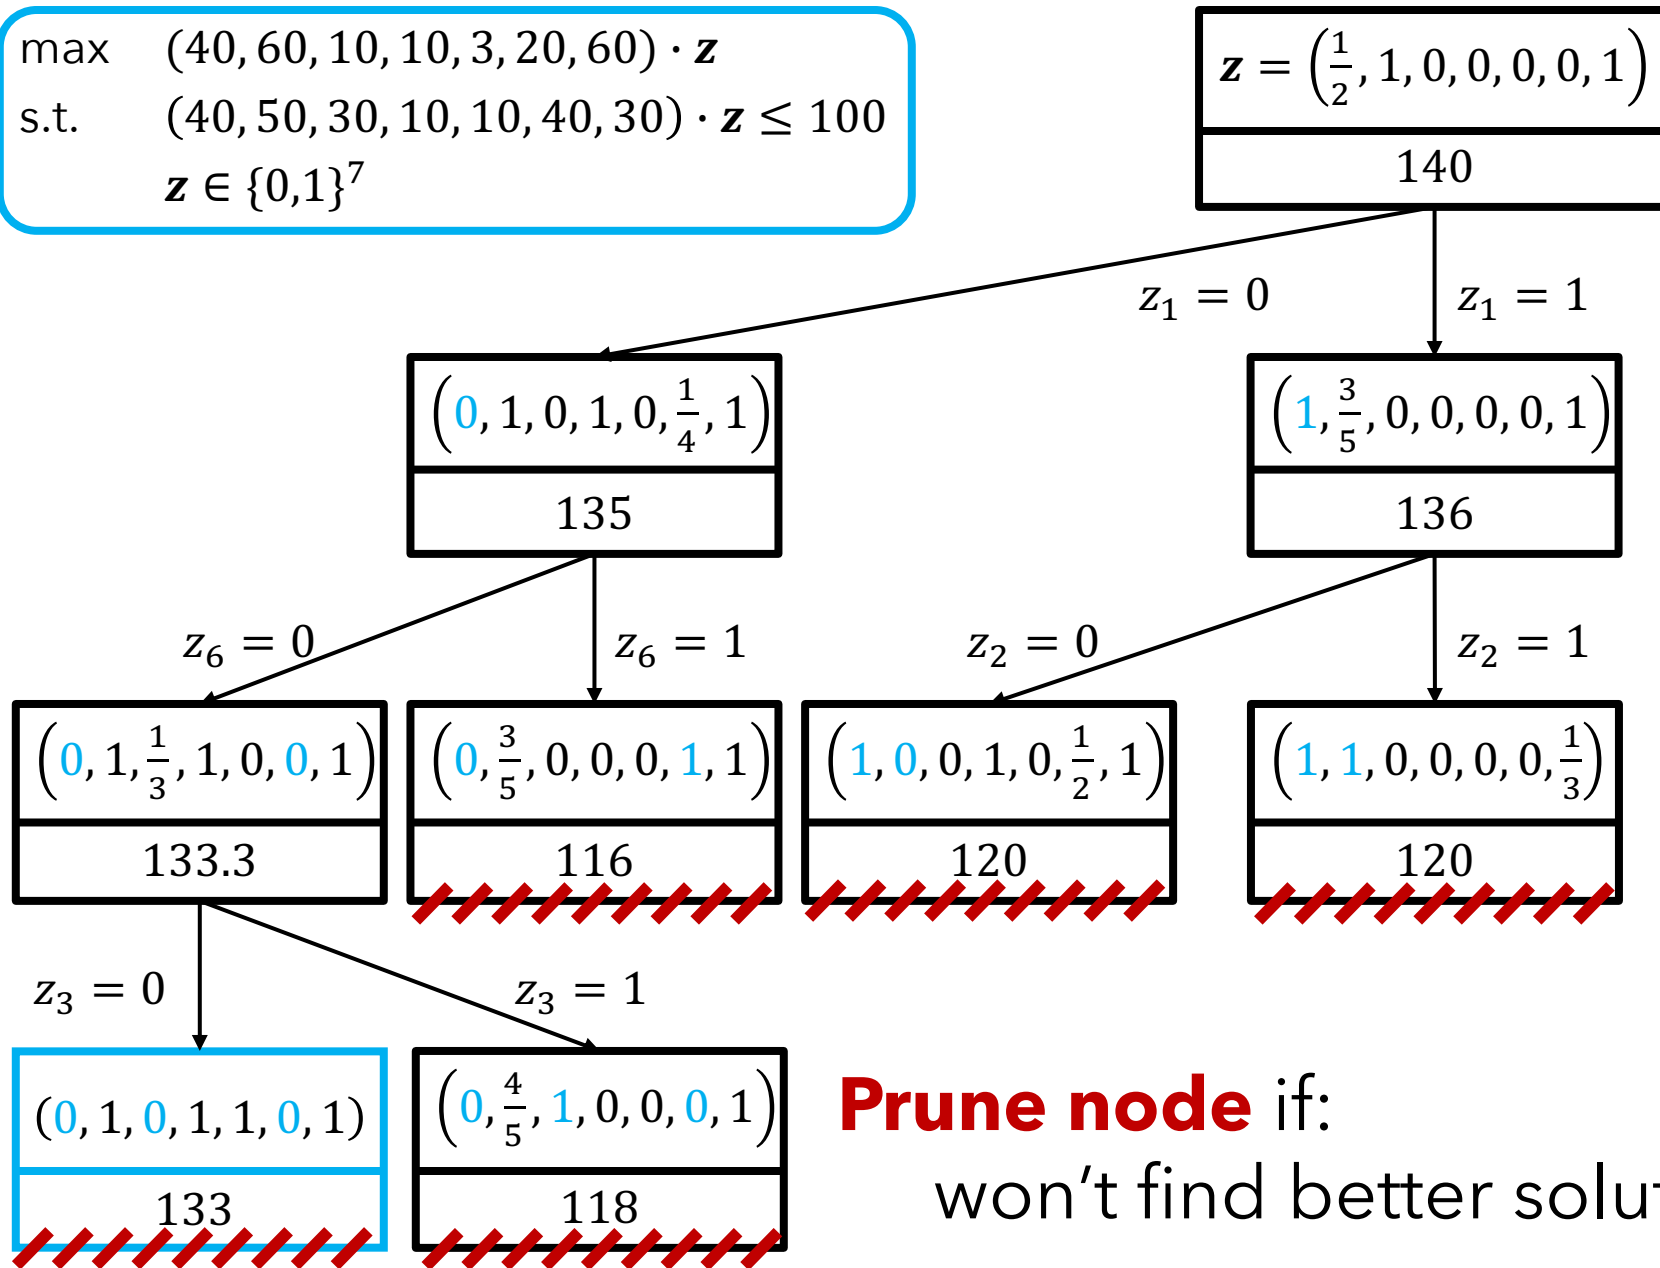 max (40, 60, 10, 10, 3, 20, 60) · z
s.t. (40, 50, 30, 10, 10, 40, 30) · z ≤ 100
z ∈ {0,1}⁷
z = (1/2, 1, 0, 0, 0, 0, 1)
140
z₁ = 0
z₁ = 1
(0, 1, 0, 1, 0, 1/4, 1)
135
(1, 3/5, 0, 0, 0, 0, 1)
136
z₆ = 0
z₆ = 1
z₂ = 0
z₂ = 1
(0, 1, 1/3, 1, 0, 0, 1)
133.3
(0, 3/5, 0, 0, 0, 1, 1)
116
(1, 0, 0, 1, 0, 1/2, 1)
120
(1, 1, 0, 0, 0, 0, 1/3)
120
z₃ = 0
z₃ = 1
(0, 1, 0, 1, 1, 0, 1)
133
(0, 4/5, 1, 0, 0, 0, 1)
118
Prune node if:
won't find better